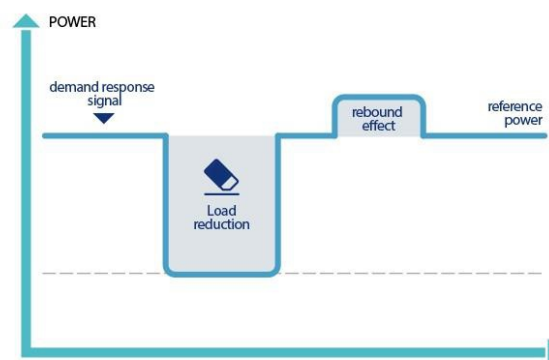 POWER
demand response
signal
rebound
effect
reference
power
Load
reduction